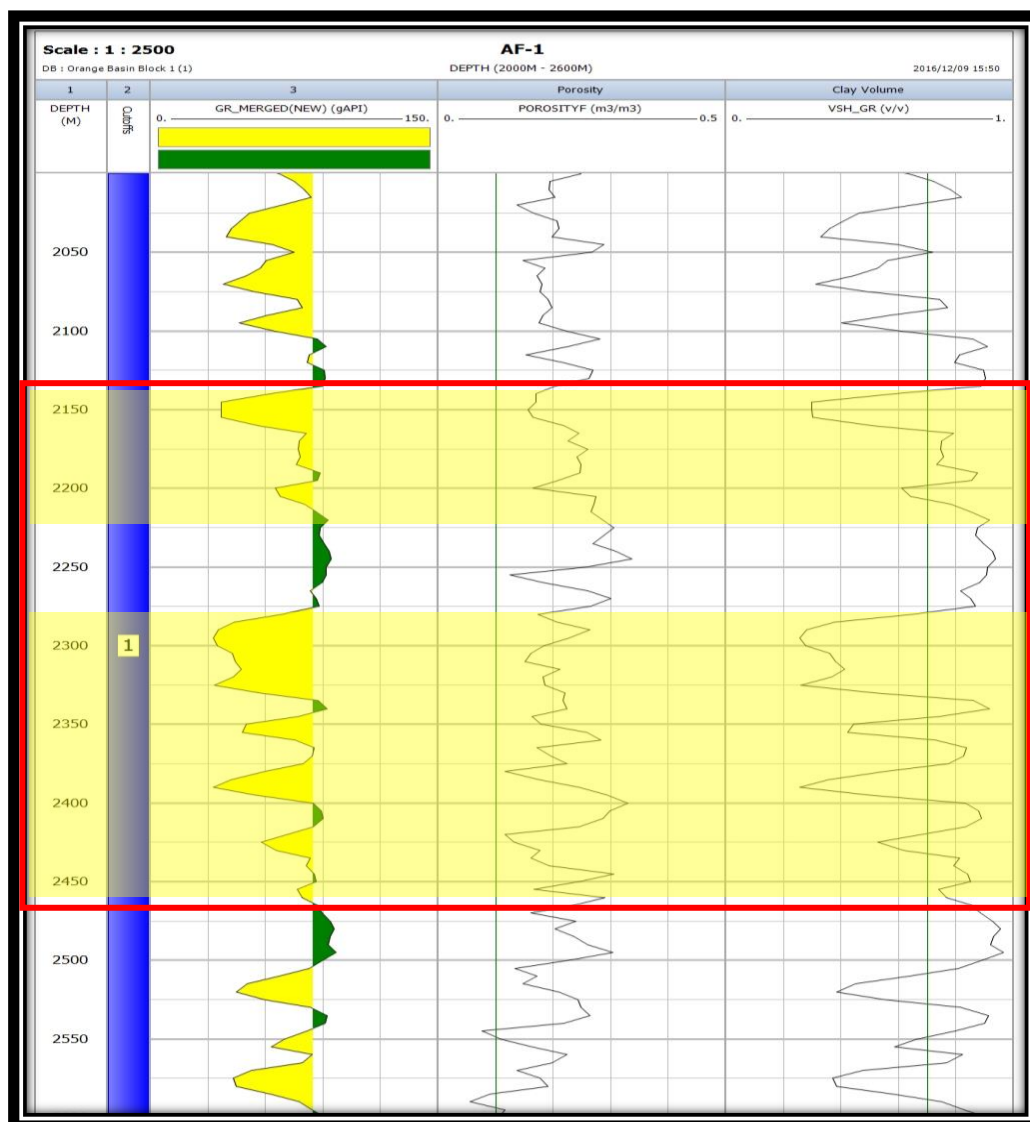 Scale : 1 : 2500
AF-1
DB : Orange Basin Block 1 (1)
DEPTH (2000M - 2600M)
2016/12/09 15:50
1
2
3
Porosity
Clay Volume
DEPTH
(M)
Cutoffs
GR_MERGED(NEW) (gAPI)
0.
150.
POROSITYF (m3/m3)
0.
0.5
VSH_GR (v/v)
0.
1.
2050
2100
2150
2200
2250
2300
1
2350
2400
2450
2500
2550